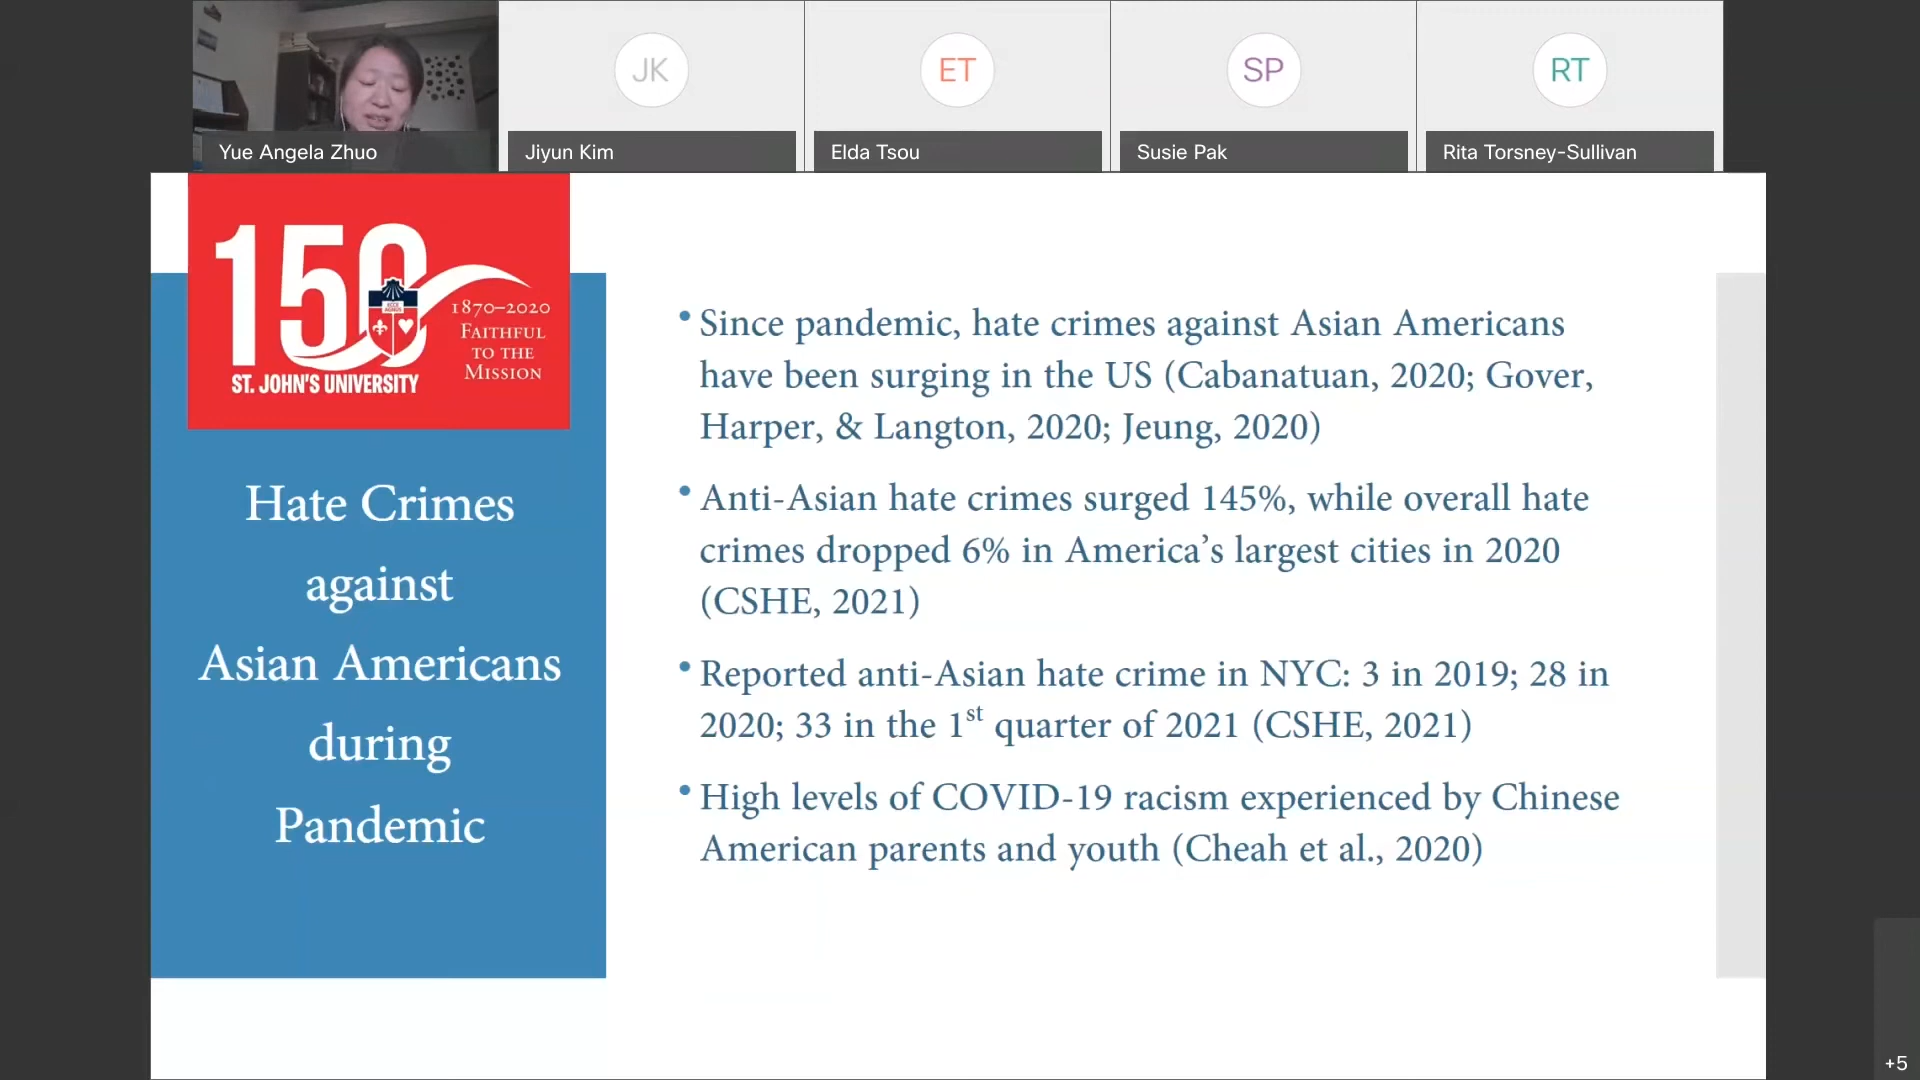 JK
ET
SP
RT
Yue Angela Zhuo
Jiyun Kim
Elda Tsou
Susie Pak
Rita Torsney-Sullivan
150
1870–2020
FAITHFUL
TO THE
MISSION
ST. JOHN'S UNIVERSITY
Hate Crimes
against
Asian Americans
during
Pandemic
• Since pandemic, hate crimes against Asian Americans
have been surging in the US (Cabanatuan, 2020; Gover,
Harper, & Langton, 2020; Jeung, 2020)
• Anti-Asian hate crimes surged 145%, while overall hate
crimes dropped 6% in America’s largest cities in 2020
(CSHE, 2021)
• Reported anti-Asian hate crime in NYC: 3 in 2019; 28 in
2020; 33 in the 1st quarter of 2021 (CSHE, 2021)
• High levels of COVID-19 racism experienced by Chinese
American parents and youth (Cheah et al., 2020)
+5